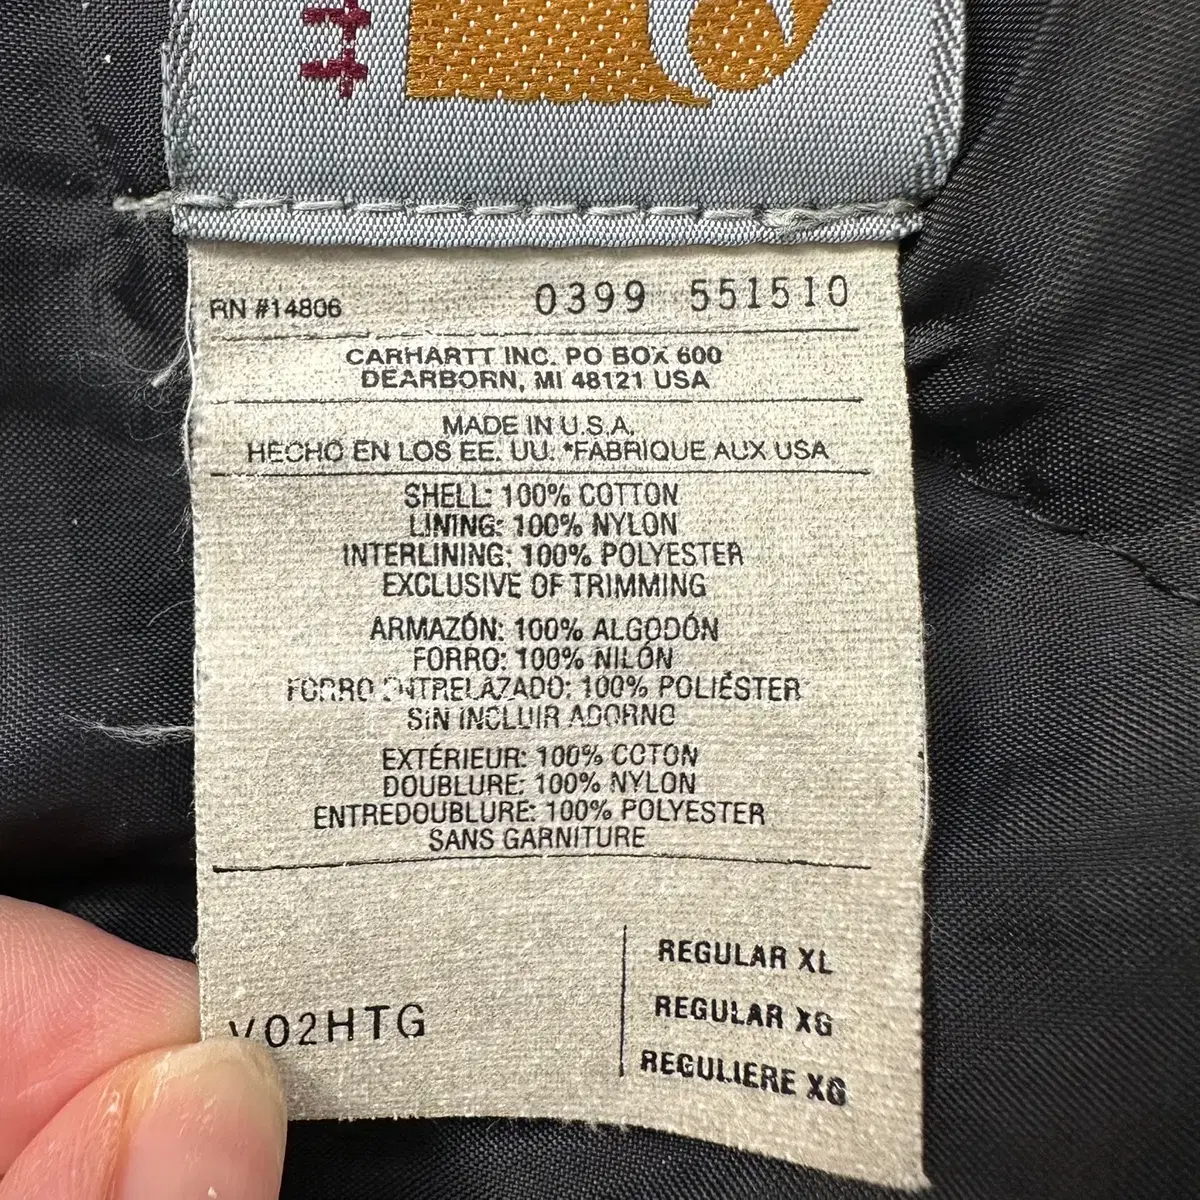 tt
RN #14806 0399 551510
CARHARTT INC. PO BOX 600
DEARBORN, MI 48121 USA
MADE IN U.S.A.
HECHO EN LOS EE. UU. *FABRIQUE AUX USA
SHELL: 100% COTTON
LINING: 100% NYLON
INTERLINING: 100% POLYESTER
EXCLUSIVE OF TRIMMING
ARMAZÓN: 100% ALGODÓN
FORRO: 100% NILÓN
FORRO ENTRELAZADO: 100% POLIÉSTER
SIN INCLUIR ADORNO
EXTÉRIEUR: 100% COTON
DOUBLURE: 100% NYLON
ENTREDOUBLURE: 100% POLYESTER
SANS GARNITURE
V02HTG
REGULAR XL
REGULAR XG
REGULIERE XG